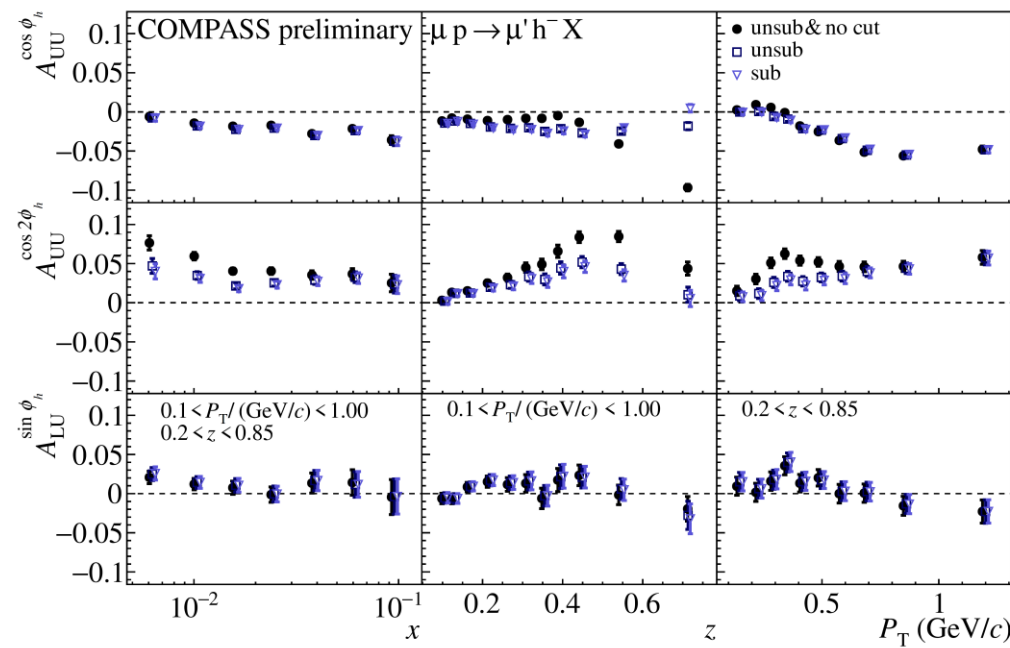 COMPASS preliminary
μ p → μ' h⁻ X
unsub & no cut
unsub
sub
A_UU^cos ϕ_h
0.1
0.05
0
−0.05
−0.1
A_UU^cos 2ϕ_h
0.1
0.05
0
−0.05
−0.1
A_LU^sin ϕ_h
0.1
0.05
0
−0.05
−0.1
0.1 < P_T / (GeV/c) < 1.00
0.2 < z < 0.85
0.1 < P_T / (GeV/c) < 1.00
0.2 < z < 0.85
10⁻² 10⁻¹
0.2 0.4 0.6
0.5 1
x
z
P_T (GeV/c)